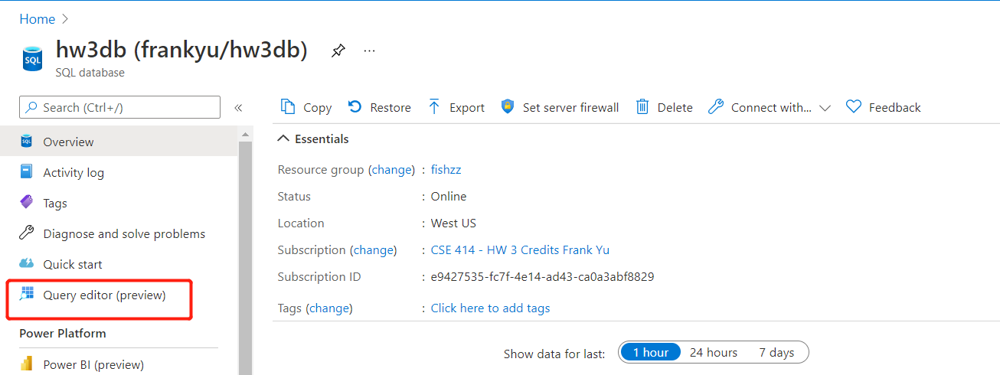 Home >
hw3db (frankyu/hw3db) ...
SQL
SQL database
Search (Ctrl+/) «
Copy Restore Export Set server firewall Delete Connect with... Feedback
SQL Overview
Activity log
Tags
Diagnose and solve problems
Quick start
Query editor (preview)
Power Platform
Power BI (preview)
Essentials
Resource group (change) : fishzz
Status : Online
Location : West US
Subscription (change) : CSE 414 - HW 3 Credits Frank Yu
Subscription ID : e9427535-fc7f-4e14-ad43-ca0a3abf8829
Tags (change) : Click here to add tags
Show data for last: 1 hour 24 hours 7 days